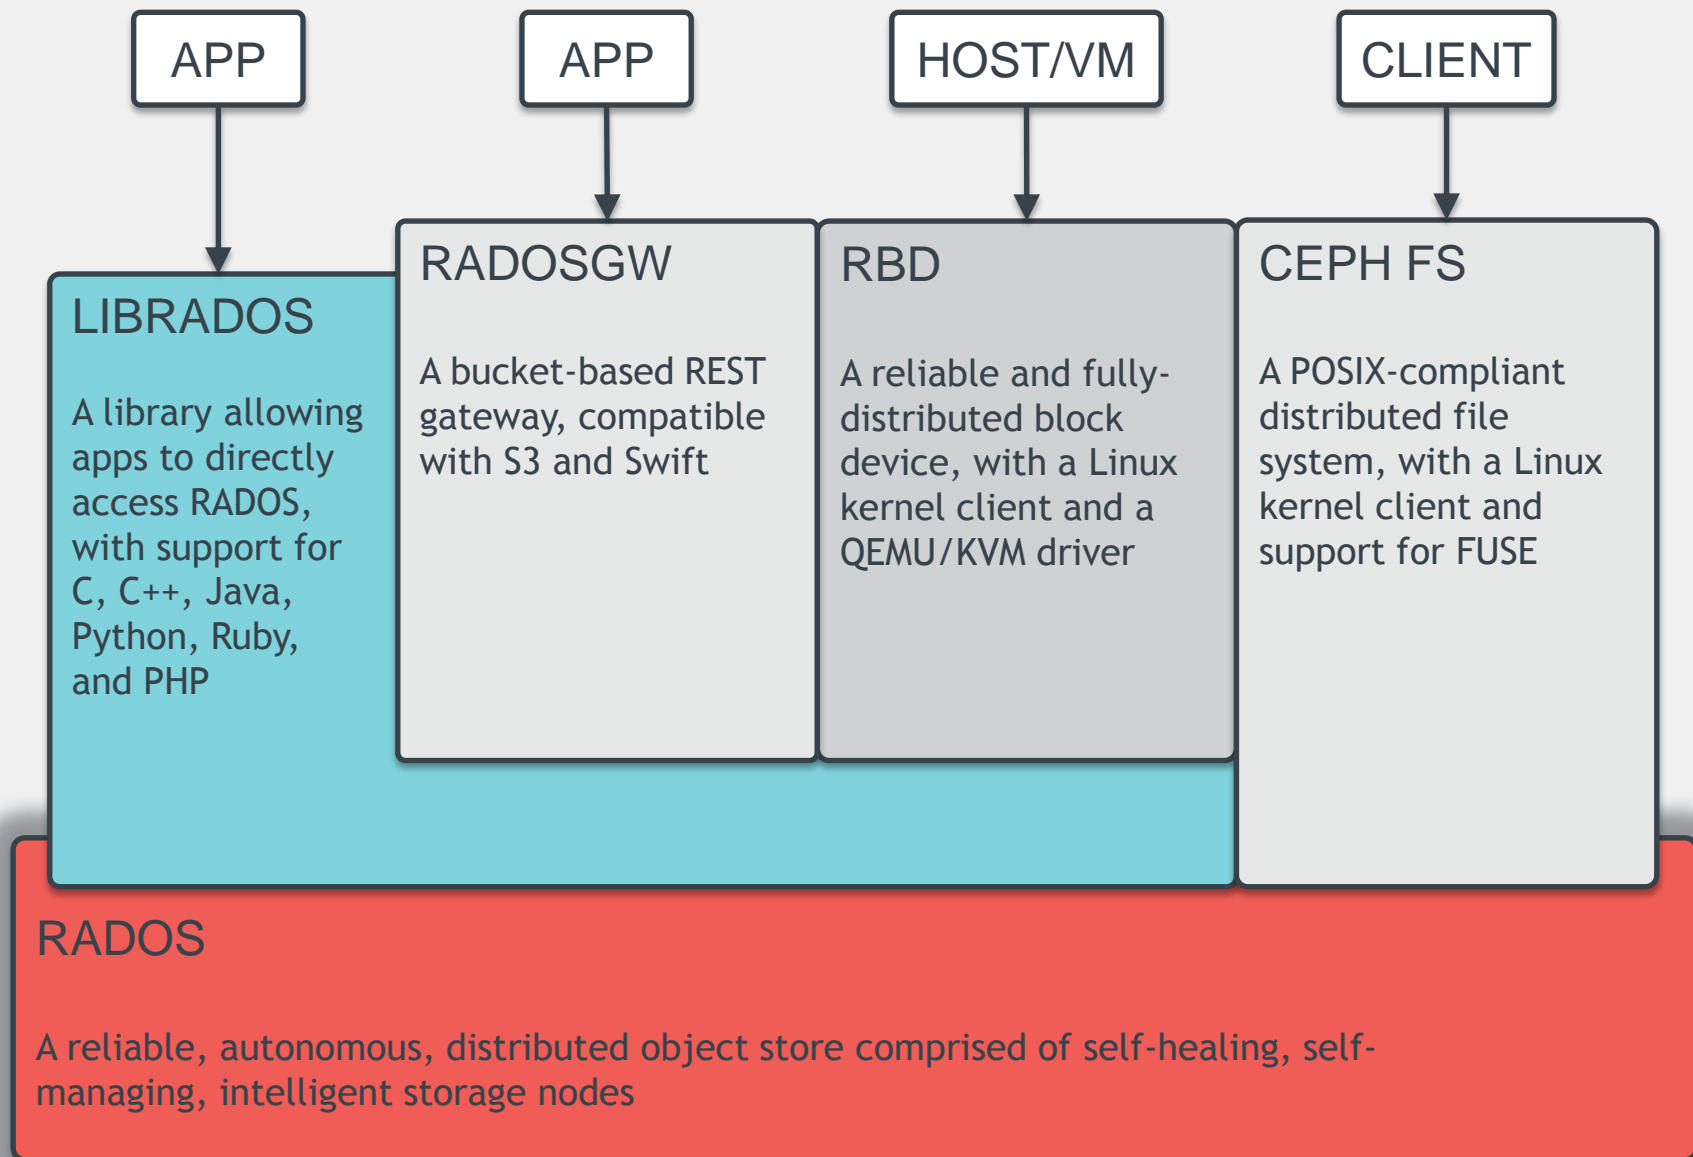 APP
APP
HOST/VM
CLIENT
LIBRADOS
A library allowing
apps to directly
access RADOS,
with support for
C, C++, Java,
Python, Ruby,
and PHP
RADOSGW
A bucket-based REST
gateway, compatible
with S3 and Swift
RBD
A reliable and fully-
distributed block
device, with a Linux
kernel client and a
QEMU/KVM driver
CEPH FS
A POSIX-compliant
distributed file
system, with a Linux
kernel client and
support for FUSE
RADOS
A reliable, autonomous, distributed object store comprised of self-healing, self-
managing, intelligent storage nodes